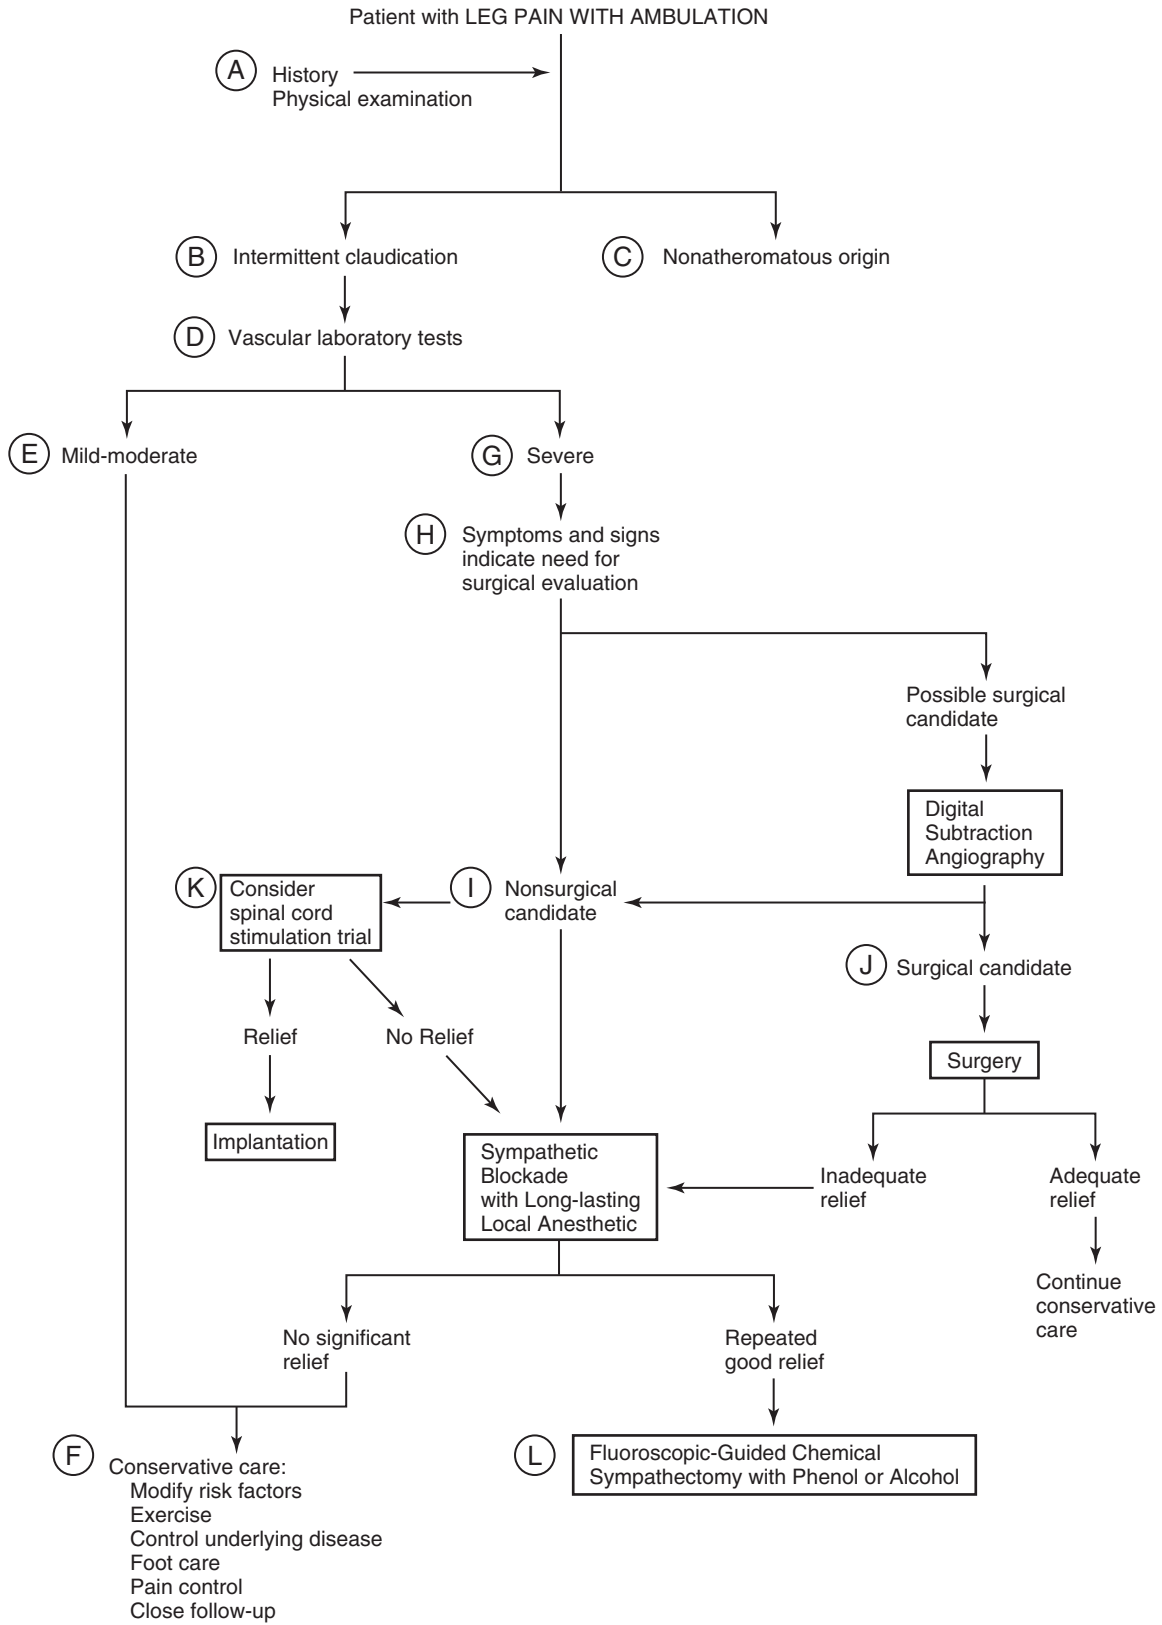 Patient with LEG PAIN WITH AMBULATION
A
History
Physical examination
B
Intermittent claudication
C
Nonatheromatous origin
D
Vascular laboratory tests
E
Mild-moderate
G
Severe
H
Symptoms and signs
indicate need for
surgical evaluation
Possible surgical
candidate
Digital
Subtraction
Angiography
K
Consider
spinal cord
stimulation trial
I
Nonsurgical
candidate
J
Surgical candidate
Relief
No Relief
Surgery
Implantation
Sympathetic
Blockade
with Long-lasting
Local Anesthetic
Inadequate
relief
Adequate
relief
Continue
conservative
care
No significant
relief
Repeated
good relief
F
Conservative care:
Modify risk factors
Exercise
Control underlying disease
Foot care
Pain control
Close follow-up
L
Fluoroscopic-Guided Chemical
Sympathectomy with Phenol or Alcohol